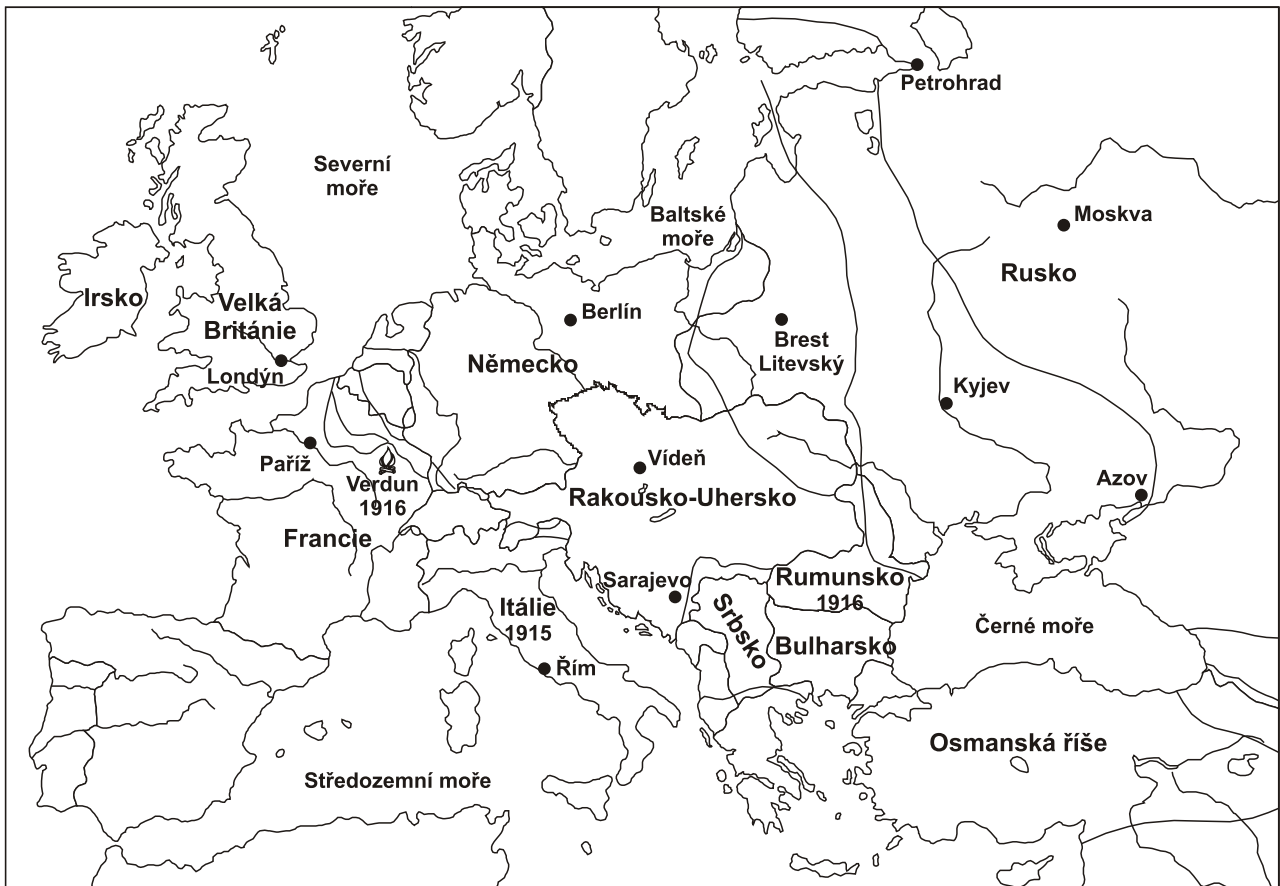 Petrohrad
Severní
moře
Baltské
moře
Moskva
Rusko
Irsko
Velká
Británie
Londýn
Berlín
Německo
Brest
Litevský
Kyjev
Paříž
Verdun
1916
Vídeň
Rakousko-Uhersko
Azov
Francie
Sarajevo
Rumunsko
1916
Itálie
1915
Srbsko
Bulharsko
Černé moře
Řím
Osmanská říše
Středozemní moře